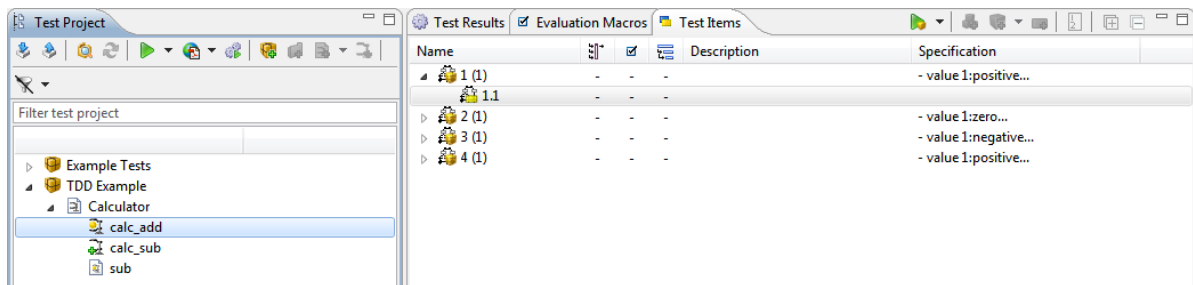 Test Project
Test Results Evaluation Macros Test Items
Name Description Specification
1 (1) - - - - value 1:positive...
1.1 - - -
2 (1) - - - - value 1:zero...
3 (1) - - - - value 1:negative...
4 (1) - - - - value 1:positive...
Filter test project
Example Tests
TDD Example
Calculator
calc_add
calc_sub
sub